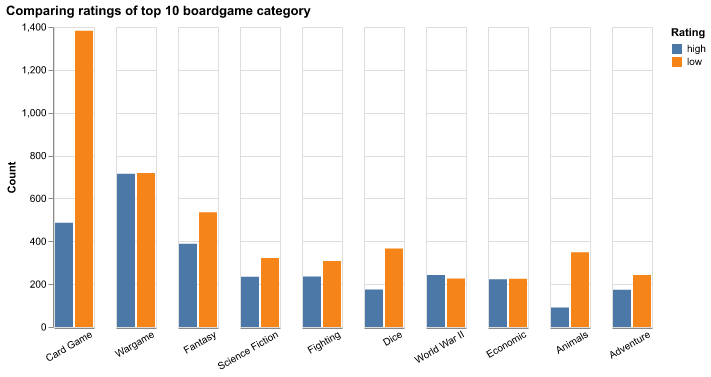 Comparing ratings of top 10 boardgame category
Rating
high
low
Count
1,400
1,200
1,000
800
600
400
200
0
Card Game
Wargame
Fantasy
Science Fiction
Fighting
Dice
World War II
Economic
Animals
Adventure